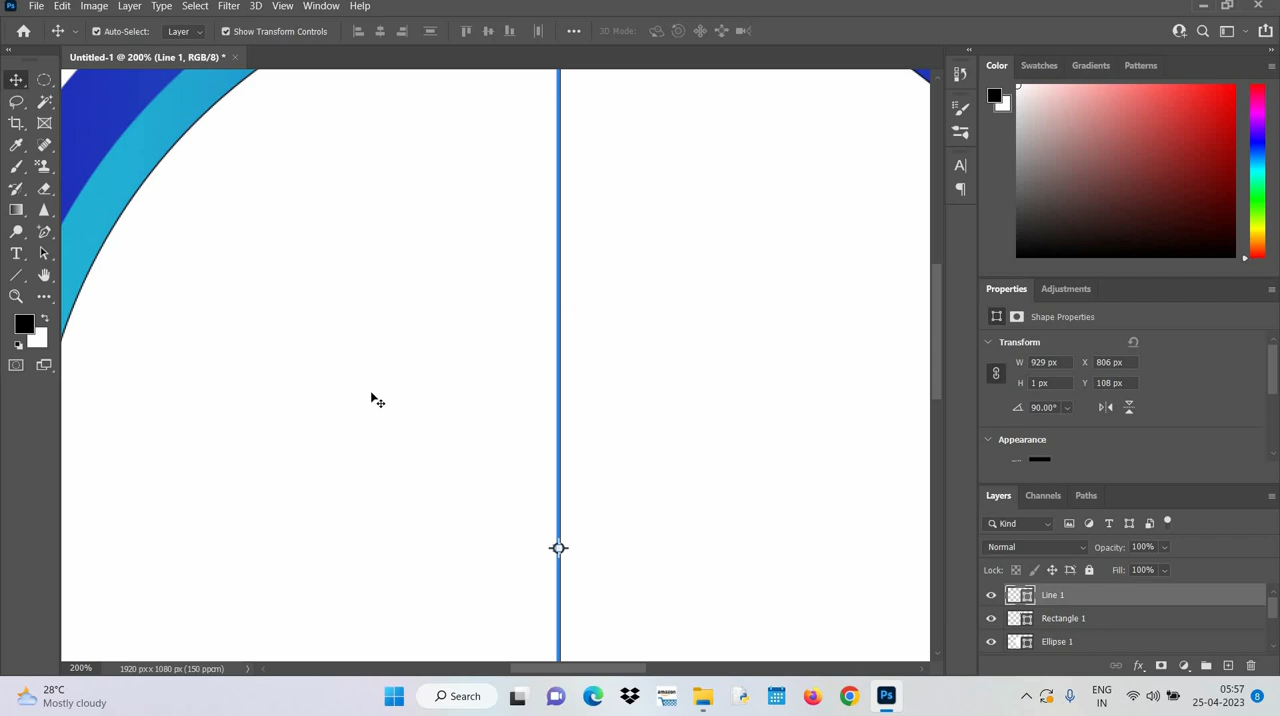 Ps File Edit Image Layer Type Select Filter 3D View Window Help
Auto-Select: Layer Show Transform Controls 3D Mode:
Untitled-1 @ 200% (Line 1, RGB/8) *
Color Swatches Gradients Patterns
Properties Adjustments
Shape Properties
Transform
W 929 px X 806 px
H 1 px Y 108 px
90.00°
Appearance
Layers Channels Paths
Kind
Normal Opacity: 100%
Lock: Fill: 100%
Line 1
Rectangle 1
Ellipse 1
200% 1920 px x 1080 px (150 ppcm)
28°C
Mostly cloudy
Search
amazon
Ps
ENG
IN
05:57
25-04-2023
8